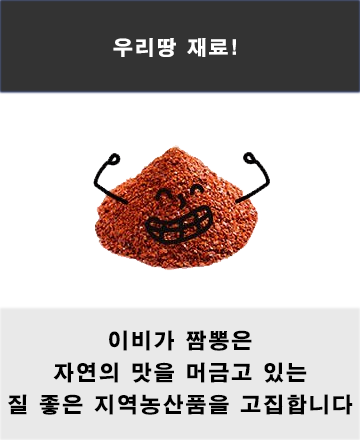 우리땅 재료!
이비가 짬뽕은
자연의 맛을 머금고 있는
질 좋은 지역농산품을 고집합니다